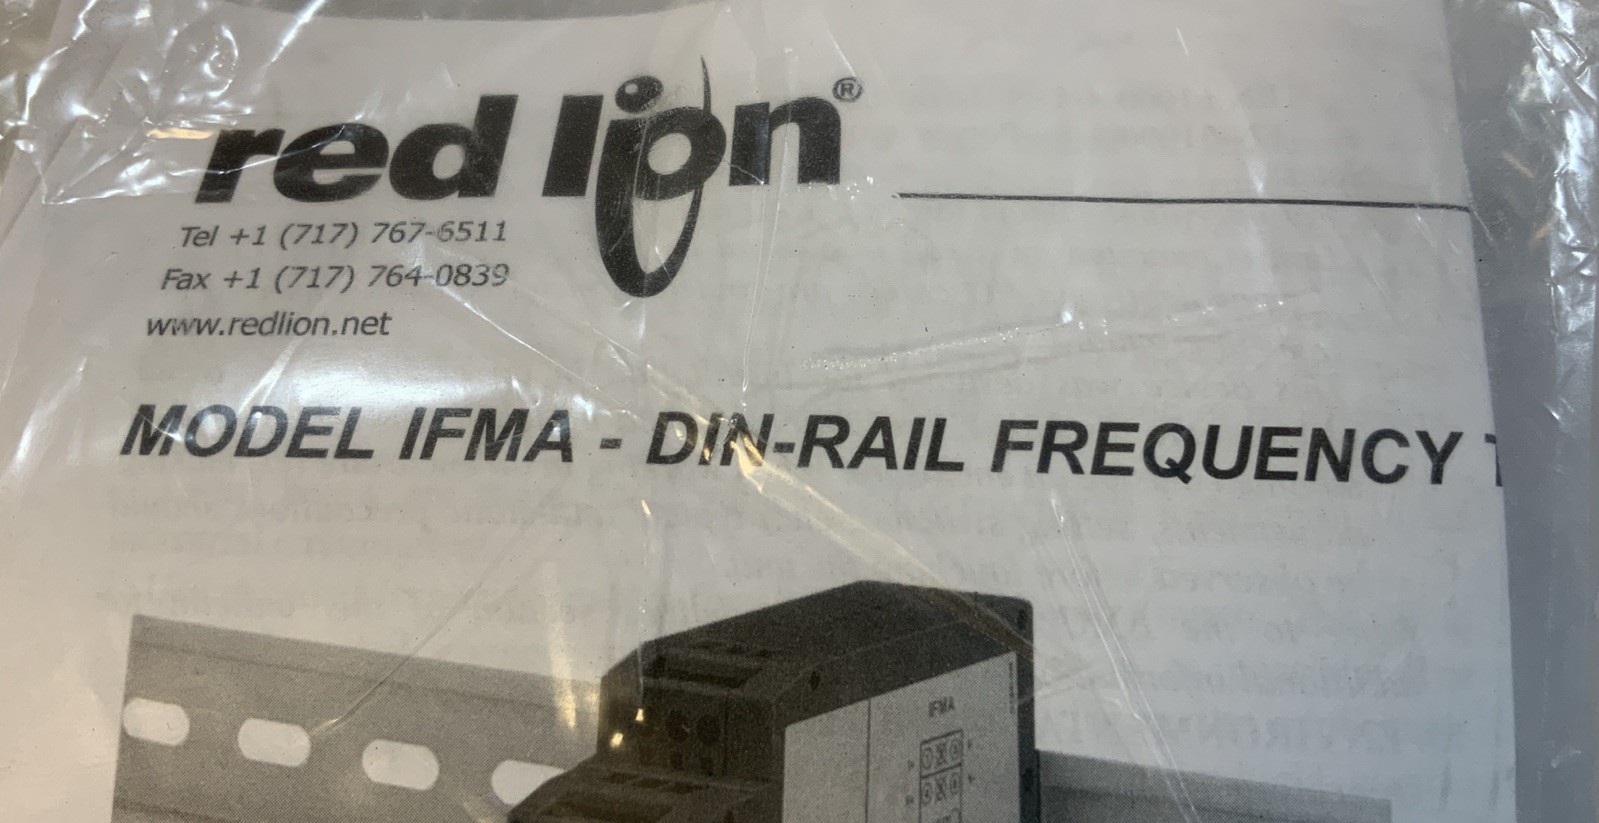 red lion®
Tel +1 (717) 767-6511
Fax +1 (717) 764-0839
www.redlion.net
MODEL IFMA - DIN-RAIL FREQUENCY T
IFMA